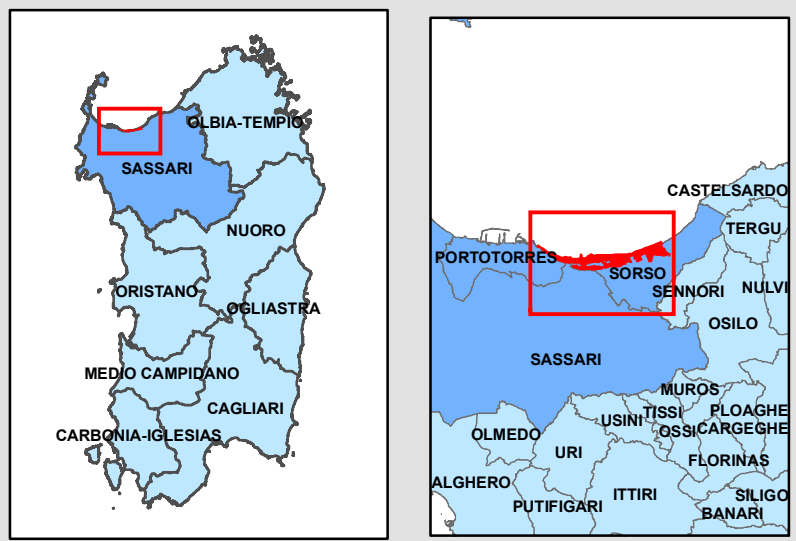 OLBIA-TEMPIO
SASSARI
NUORO
ORISTANO
OGLIASTRA
MEDIO CAMPIDANO
CAGLIARI
CARBONIA-IGLESIAS
CASTELSARDO
TERGU
PORTOTORRES
SORSO
SENNORI
NULVI
OSILO
SASSARI
MUROS
USINI
TISSI
PLOAGHE
OSSI
CARGEGHE
OLMEDO
URI
FLORINAS
ALGHERO
ITTIRI
SILIGO
PUTIFIGARI
BANARI